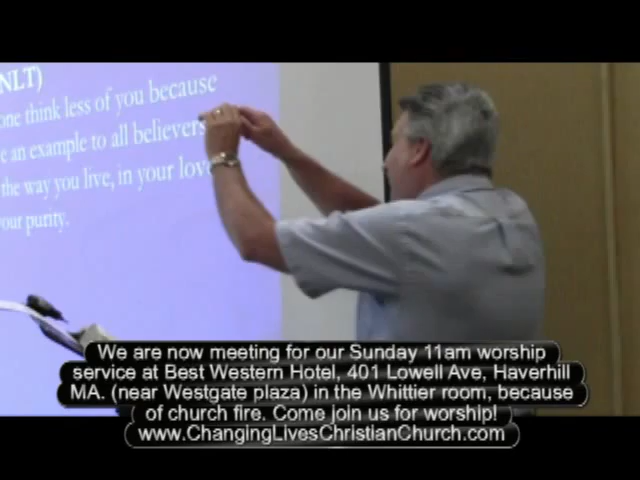 NLT)
one think less of you because
e an example to all believers
the way you live, in your love
your purity.
We are now meeting for our Sunday 11am worship
service at Best Western Hotel, 401 Lowell Ave, Haverhill
MA. (near Westgate plaza) in the Whittier room, because
of church fire. Come join us for worship!
www.ChangingLivesChristianChurch.com